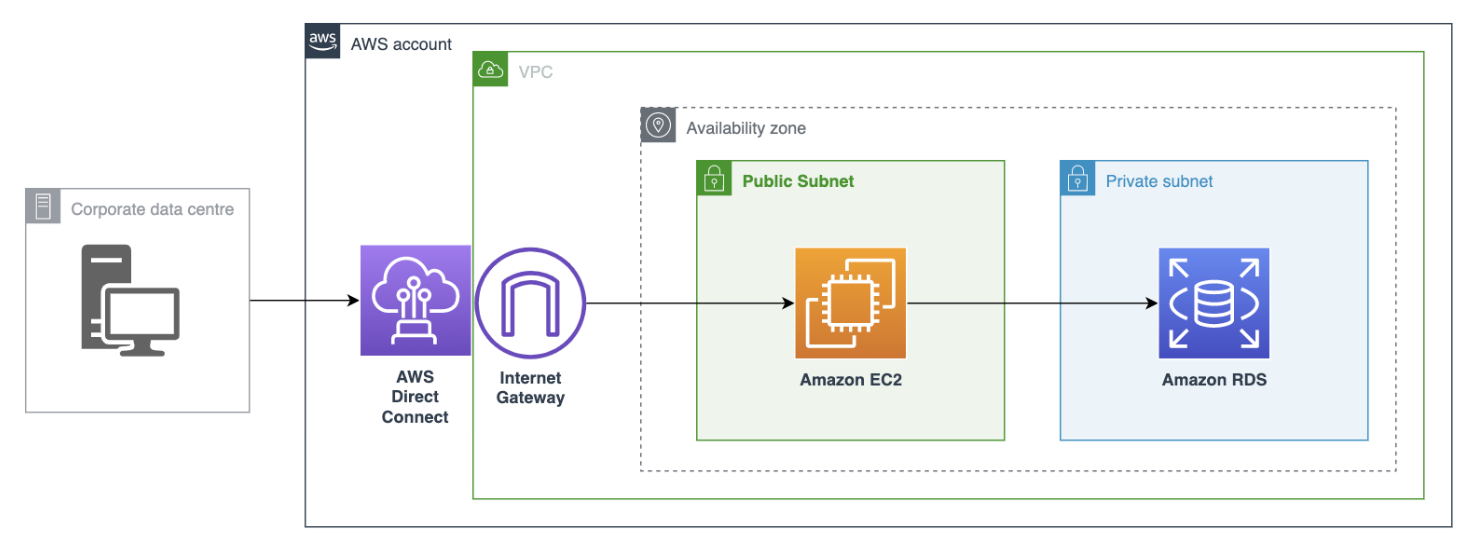 aws
AWS account
VPC
Availability zone
Public Subnet
Private subnet
Corporate data centre
AWS
Direct
Connect
Internet
Gateway
Amazon EC2
Amazon RDS